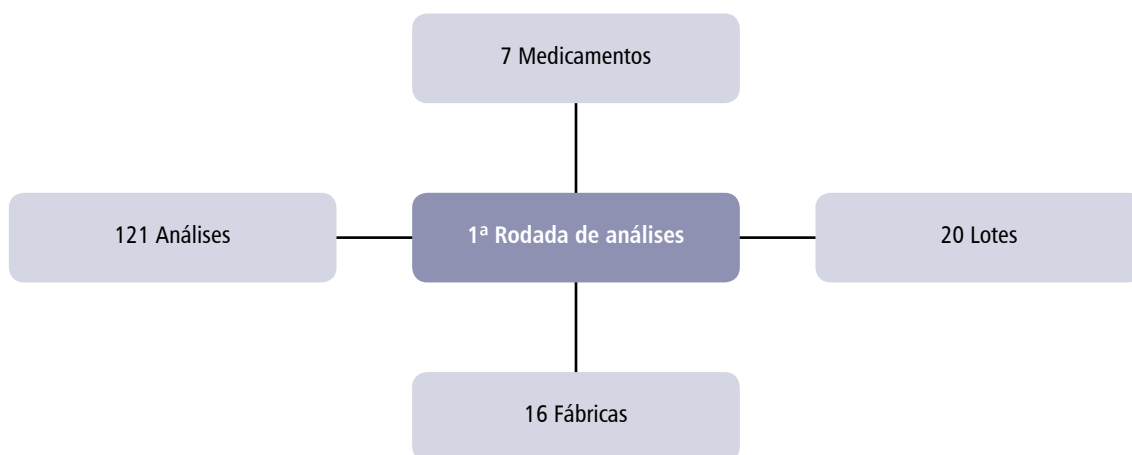 7 Medicamentos
121 Análises
1ª Rodada de análises
20 Lotes
16 Fábricas